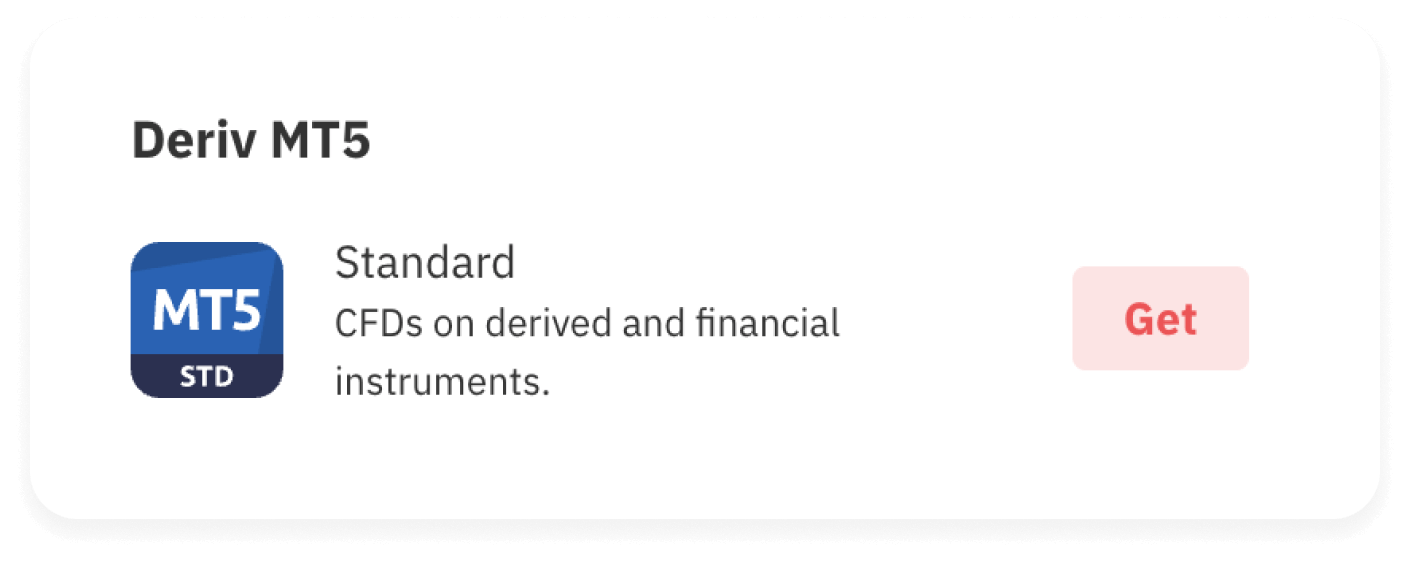 Deriv MT5
MT5
STD
Standard
CFDs on derived and financial
instruments.
Get